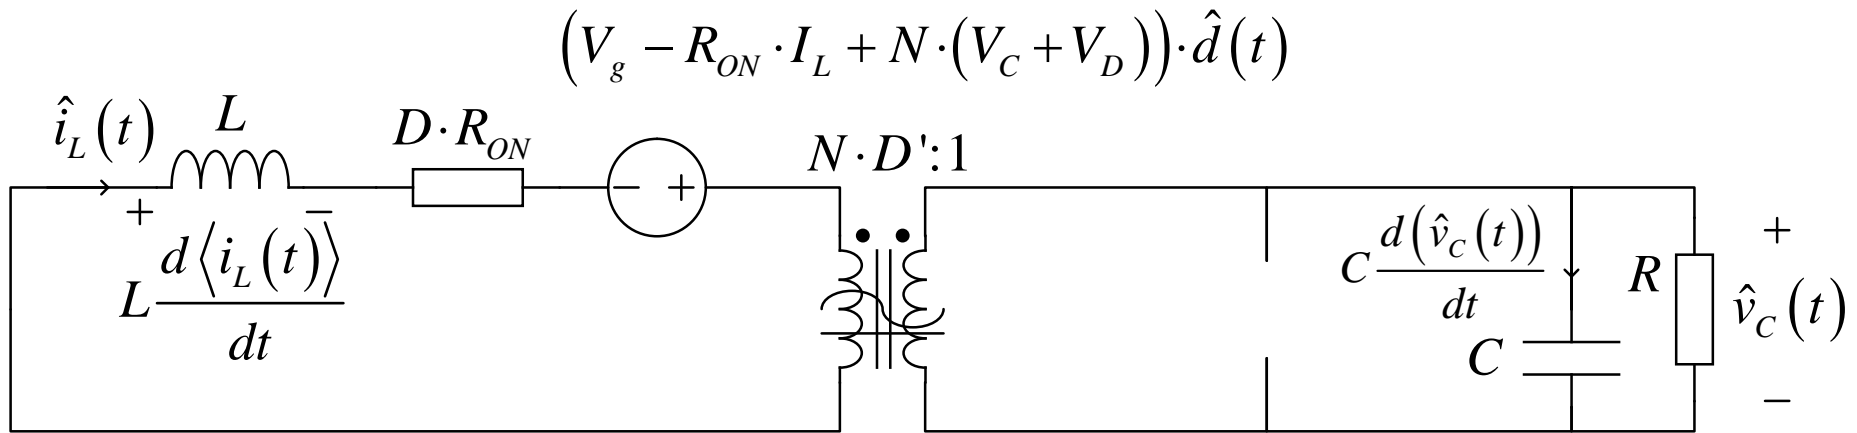 (V_g − R_ON · I_L + N · (V_C + V_D)) · d̂(t)
î_L(t)
L
D · R_ON
N · D' : 1
+ −
− +
L d⟨i_L(t)⟩/dt
C d(v̂_C(t))/dt
C
R
+
v̂_C(t)
−